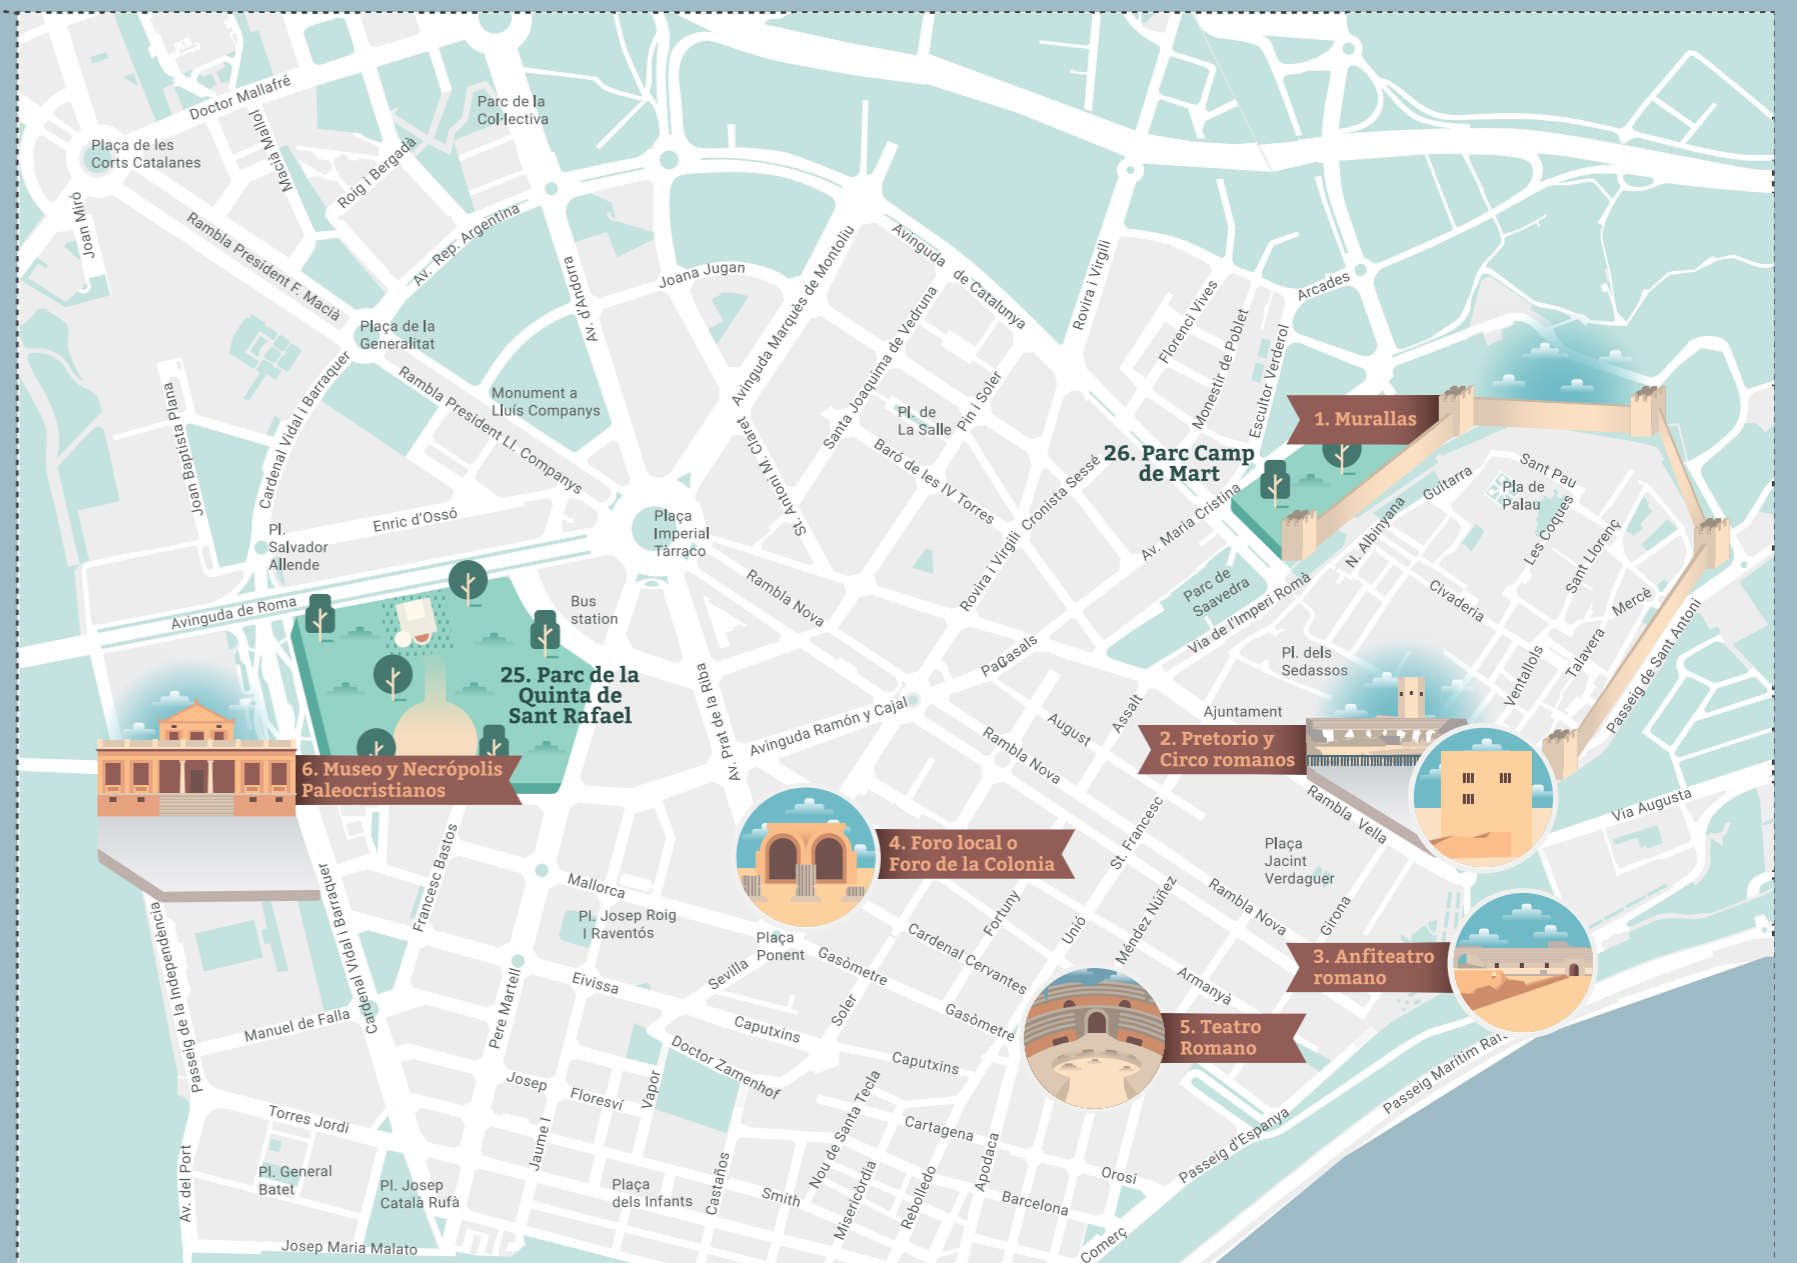 Doctor Mallafré
Macià Mallol
Parc de la
Col·lectiva
Plaça de les
Corts Catalanes
Roig i Bergadà
Joan Miró
Rambla President F. Macià
Av. Rep. Argentina
Av. d'Andorra
Joana Jugan
Avinguda Marquès de Montoliu
Avinguda de Catalunya
Rovira i Virgili
Florenci Vives
Monestir de Poblet
Arcades
Escultor Verderol
Plaça de la
Generalitat
Santa Joaquima de Vedruna
Pin i Soler
Pl. de
La Salle
Monument a
Lluís Companys
Rambla President Ll. Companys
Joan Baptista Plana
Cardenal Vidal i Barraquer
1. Murallas
26. Parc Camp
de Mart
Baró de les IV Torres
St. Antoni M. Claret
Cronista Sessé
Rovira i Virgili
Av. Maria Cristina
Guitarra
Sant Pau
Pla de
Palau
Les Coques
Sant Llorenç
N. Albinyana
Civaderia
Mercè
Talavera
Ventallols
Passeig de Sant Antoni
Enric d'Ossó
Pl.
Salvador
Allende
Plaça
Imperial
Tàrraco
Avinguda de Roma
Bus
station
Rambla Nova
Parc de
Saavedra
Via de l'Imperi Romà
Pl. dels
Sedassos
25. Parc de la
Quinta de
Sant Rafael
Pau Casals
Av. Prat de la Riba
Avinguda Ramón y Cajal
August
Assalt
Ajuntament
Rambla Nova
2. Pretorio y
Circo romanos
6. Museo y Necrópolis
Paleocristianos
Rambla Vella
Via Augusta
Plaça
Jacint
Verdaguer
St. Francesc
4. Foro local o
Foro de la Colonia
Francesc Bastos
Cardenal Vidal i Barraquer
Passeig de la Independència
Mallorca
Pl. Josep Roig
I Raventós
Plaça
Ponent
Sevilla
Gasòmetre
Cardenal Cervantes
Fortuny
Unió
Méndez Núñez
Rambla Nova
Girona
3. Anfiteatro
romano
Armanyà
Eivissa
Pere Martell
Manuel de Falla
Caputxins
Soler
Gasòmetre
5. Teatro
Romano
Doctor Zamenhof
Caputxins
Passeig Marítim
Josep
Floresví
Vapor
Torres Jordi
Jaume I
Nou de Santa Tecla
Cartagena
Apodaca
Passeig d'Espanya
Orosi
Av. del Port
Pl. General
Batet
Pl. Josep
Català Rufà
Plaça
dels Infants
Castaños
Smith
Misericòrdia
Rebolledo
Barcelona
Comerç
Josep Maria Malato